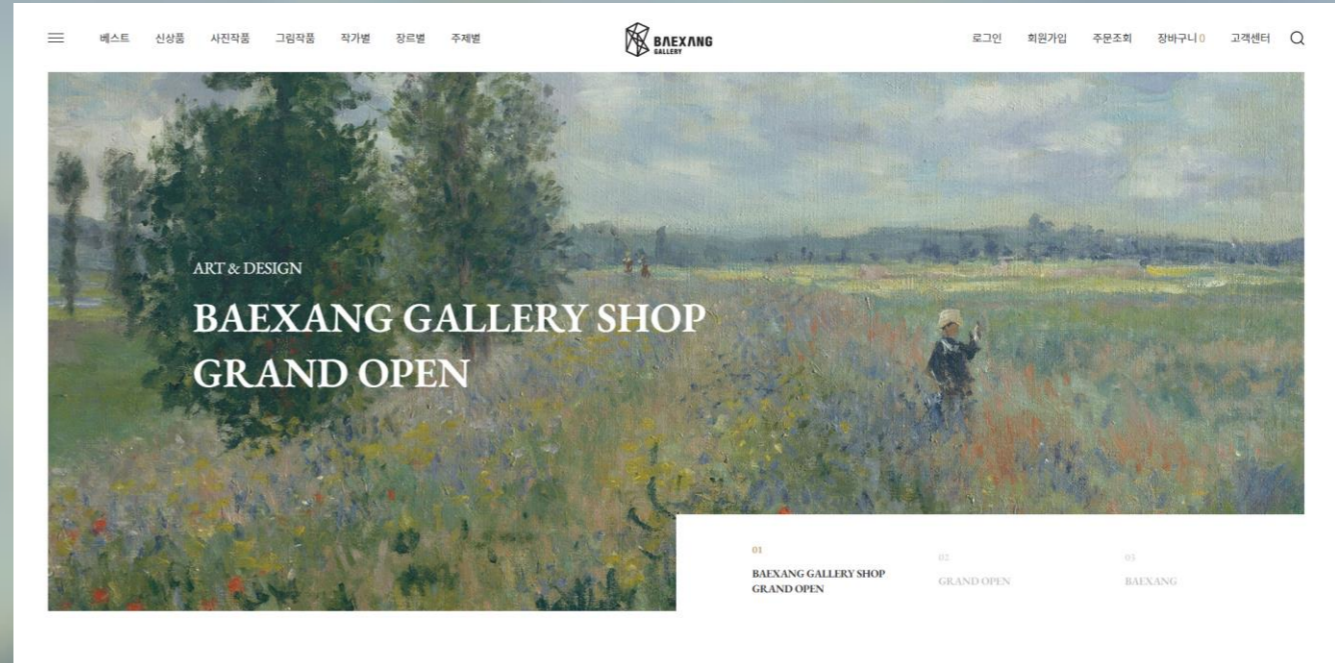 베스트 신상품 사진작품 그림작품 작가별 장르별 주제별
BAEXANG
GALLERY
로그인 회원가입 주문조회 장바구니 0 고객센터
ART & DESIGN
BAEXANG GALLERY SHOP
GRAND OPEN
01
BAEXANG GALLERY SHOP
GRAND OPEN
02
GRAND OPEN
03
BAEXANG